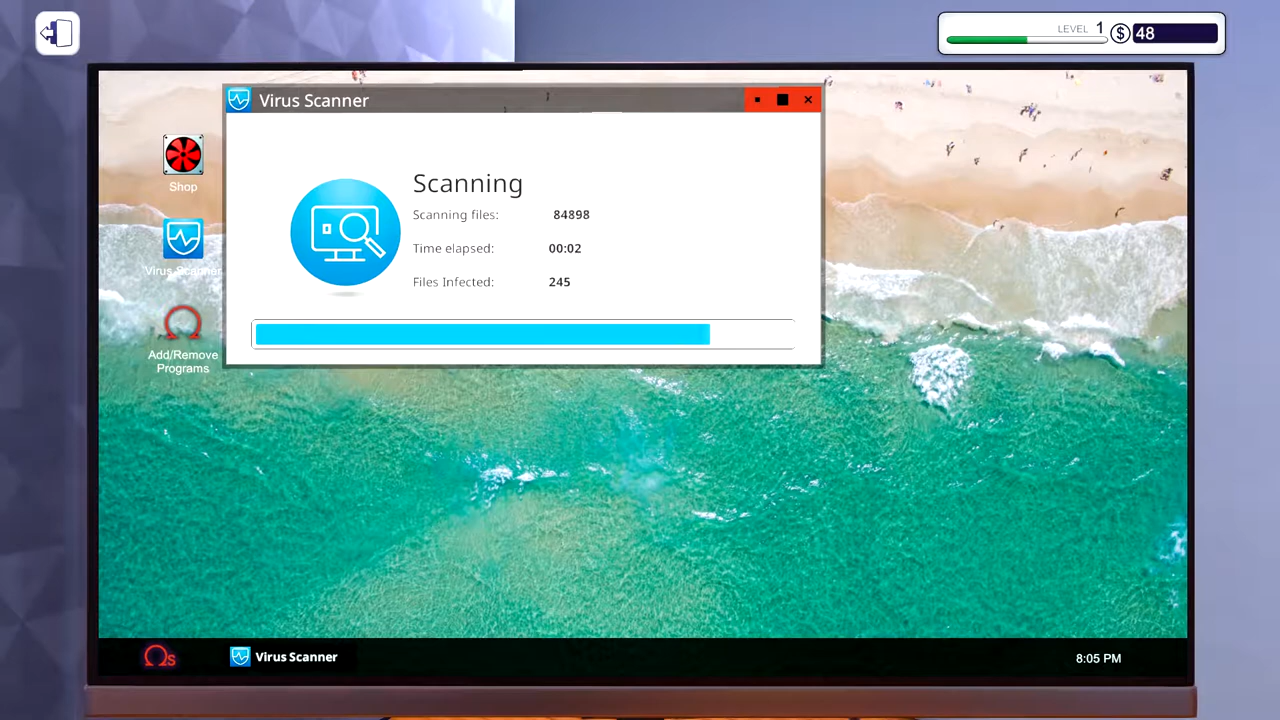 LEVEL 1
$ 48
Virus Scanner
Shop
Scanning
Scanning files: 84898
Virus Scanner
Time elapsed: 00:02
Files Infected: 245
Add/Remove
Programs
Ωs
Virus Scanner
8:05 PM